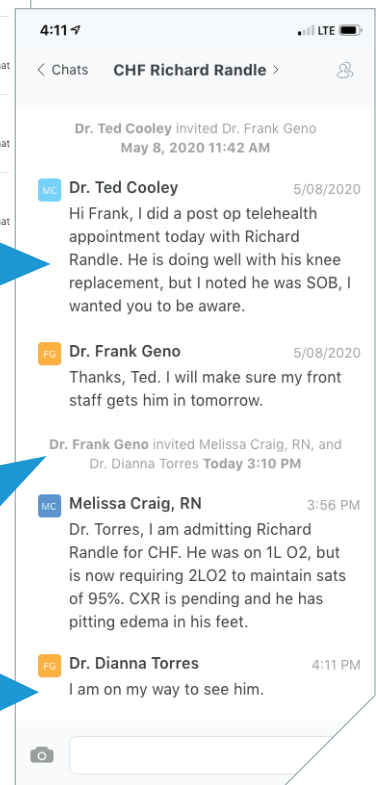 4:11
LTE
Chats
CHF Richard Randle
Dr. Ted Cooley invited Dr. Frank Geno
May 8, 2020 11:42 AM
MC Dr. Ted Cooley 5/08/2020
Hi Frank, I did a post op telehealth
appointment today with Richard
Randle. He is doing well with his knee
replacement, but I noted he was SOB, I
wanted you to be aware.
FG Dr. Frank Geno 5/08/2020
Thanks, Ted. I will make sure my front
staff gets him in tomorrow.
Dr. Frank Geno invited Melissa Craig, RN, and
Dr. Dianna Torres Today 3:10 PM
MC Melissa Craig, RN 3:56 PM
Dr. Torres, I am admitting Richard
Randle for CHF. He was on 1L O2, but
is now requiring 2LO2 to maintain sats
of 95%. CXR is pending and he has
pitting edema in his feet.
FG Dr. Dianna Torres 4:11 PM
I am on my way to see him.